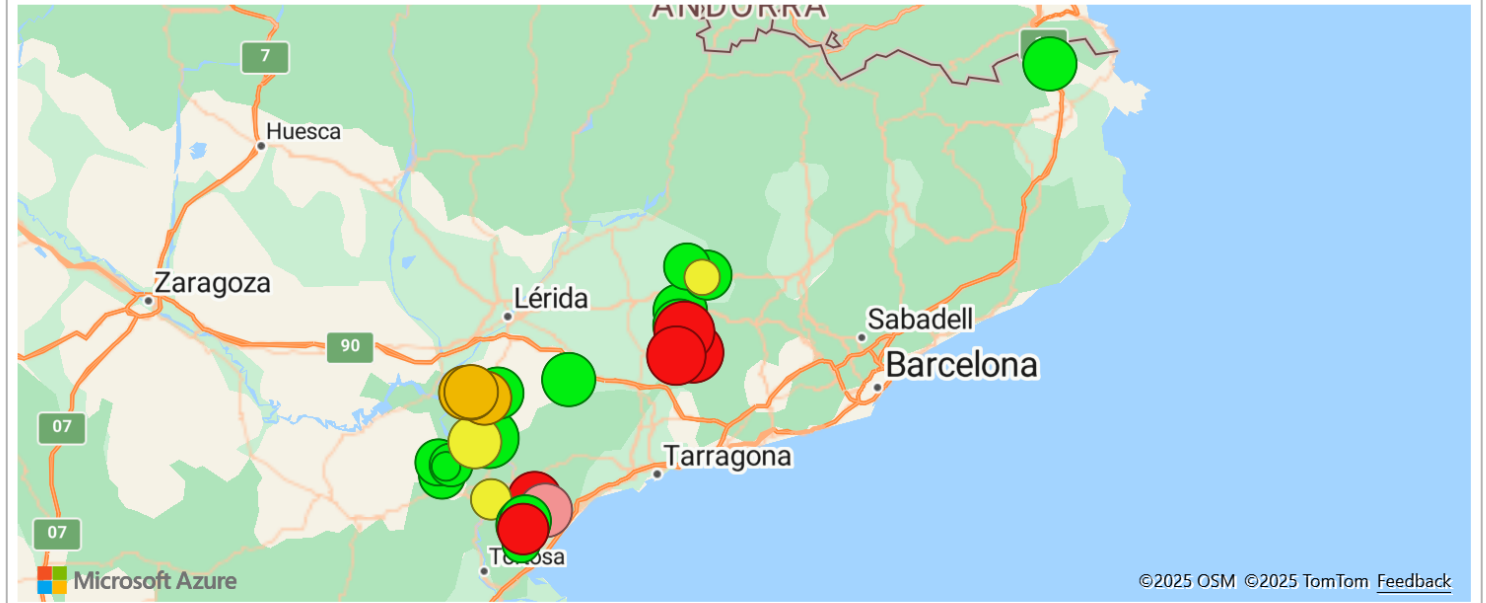 ANDORRA
7
Huesca
Zaragoza
Lérida
90
Sabadell
Barcelona
07
Tarragona
07
Tortosa
Microsoft Azure
©2025 OSM ©2025 TomTom Feedback